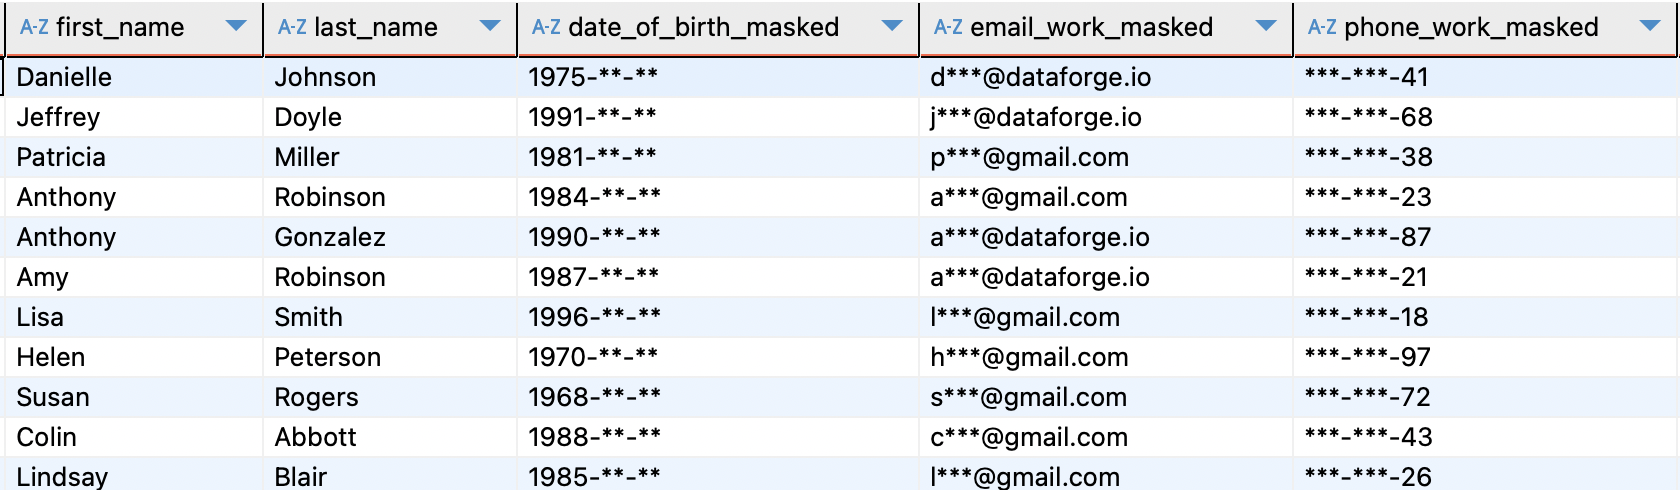 A-Z first_name A-Z last_name A-Z date_of_birth_masked A-Z email_work_masked A-Z phone_work_masked
Danielle Johnson 1975-**-** d***@dataforge.io ***-***-41
Jeffrey Doyle 1991-**-** j***@dataforge.io ***-***-68
Patricia Miller 1981-**-** p***@gmail.com ***-***-38
Anthony Robinson 1984-**-** a***@gmail.com ***-***-23
Anthony Gonzalez 1990-**-** a***@dataforge.io ***-***-87
Amy Robinson 1987-**-** a***@dataforge.io ***-***-21
Lisa Smith 1996-**-** l***@gmail.com ***-***-18
Helen Peterson 1970-**-** h***@gmail.com ***-***-97
Susan Rogers 1968-**-** s***@gmail.com ***-***-72
Colin Abbott 1988-**-** c***@gmail.com ***-***-43
Lindsay Blair 1985-**-** l***@gmail.com ***-***-26